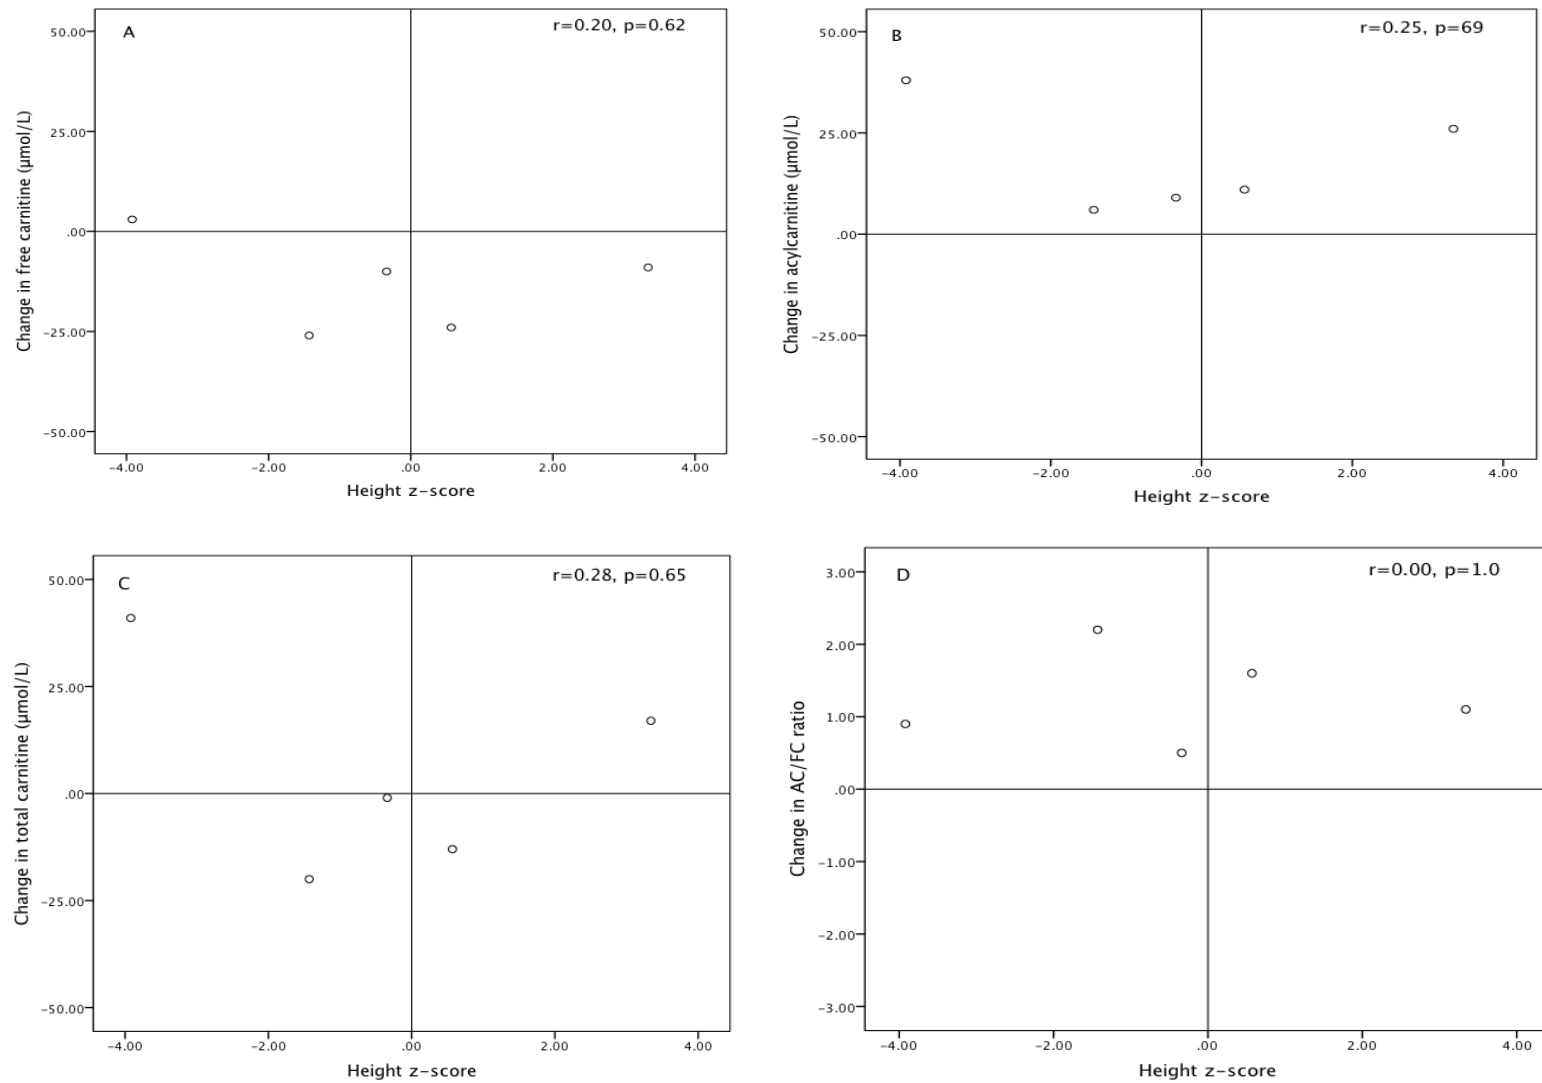 A
r=0.20, p=0.62
50.00
25.00
.00
−25.00
−50.00
Change in free carnitine (µmol/L)
−4.00 −2.00 .00 2.00 4.00
Height z−score
B
r=0.25, p=69
50.00
25.00
.00
−25.00
−50.00
Change in acylcarnitine (µmol/L)
−4.00 −2.00 .00 2.00 4.00
Height z−score
C
r=0.28, p=0.65
50.00
25.00
.00
−25.00
−50.00
Change in total carnitine (µmol/L)
−4.00 −2.00 .00 2.00 4.00
Height z−score
D
r=0.00, p=1.0
3.00
2.00
1.00
.00
−1.00
−2.00
−3.00
Change in AC/FC ratio
−4.00 −2.00 .00 2.00 4.00
Height z−score